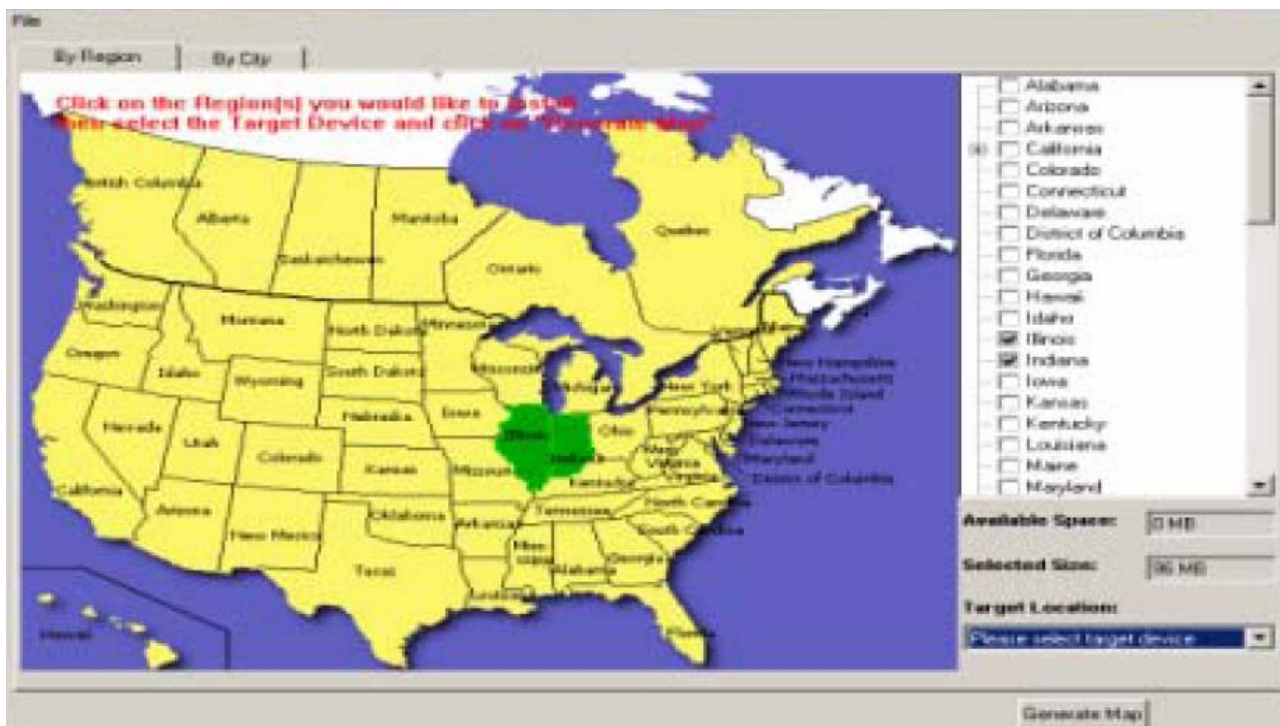 File
By Region
By City
Click on the Region(s) you would like to install
then select the Target Device and click on "Generate Map"
British Columbia
Alberta
Saskatchewan
Manitoba
Ontario
Quebec
Washington
Montana
North Dakota
Minnesota
Oregon
Idaho
Wyoming
South Dakota
Wisconsin
Michigan
New York
Maine
New Hampshire
Massachusetts
Rhode Island
Connecticut
New Jersey
Delaware
Maryland
District of Columbia
Nevada
Utah
Colorado
Nebraska
Iowa
Illinois
Indiana
Ohio
Pennsylvania
West
Virginia
Virginia
California
Arizona
New Mexico
Kansas
Missouri
Kentucky
Oklahoma
Arkansas
Tennessee
North Carolina
South Carolina
Texas
Louisiana
Alabama
Georgia
Florida
Hawaii
Alabama
Arizona
Arkansas
California
Colorado
Connecticut
Delaware
District of Columbia
Florida
Georgia
Hawaii
Idaho
Illinois
Indiana
Iowa
Kansas
Kentucky
Louisiana
Maine
Maryland
Available Space: 0 MB
Selected Size: 96 MB
Target Location:
Please select target device
Generate Map